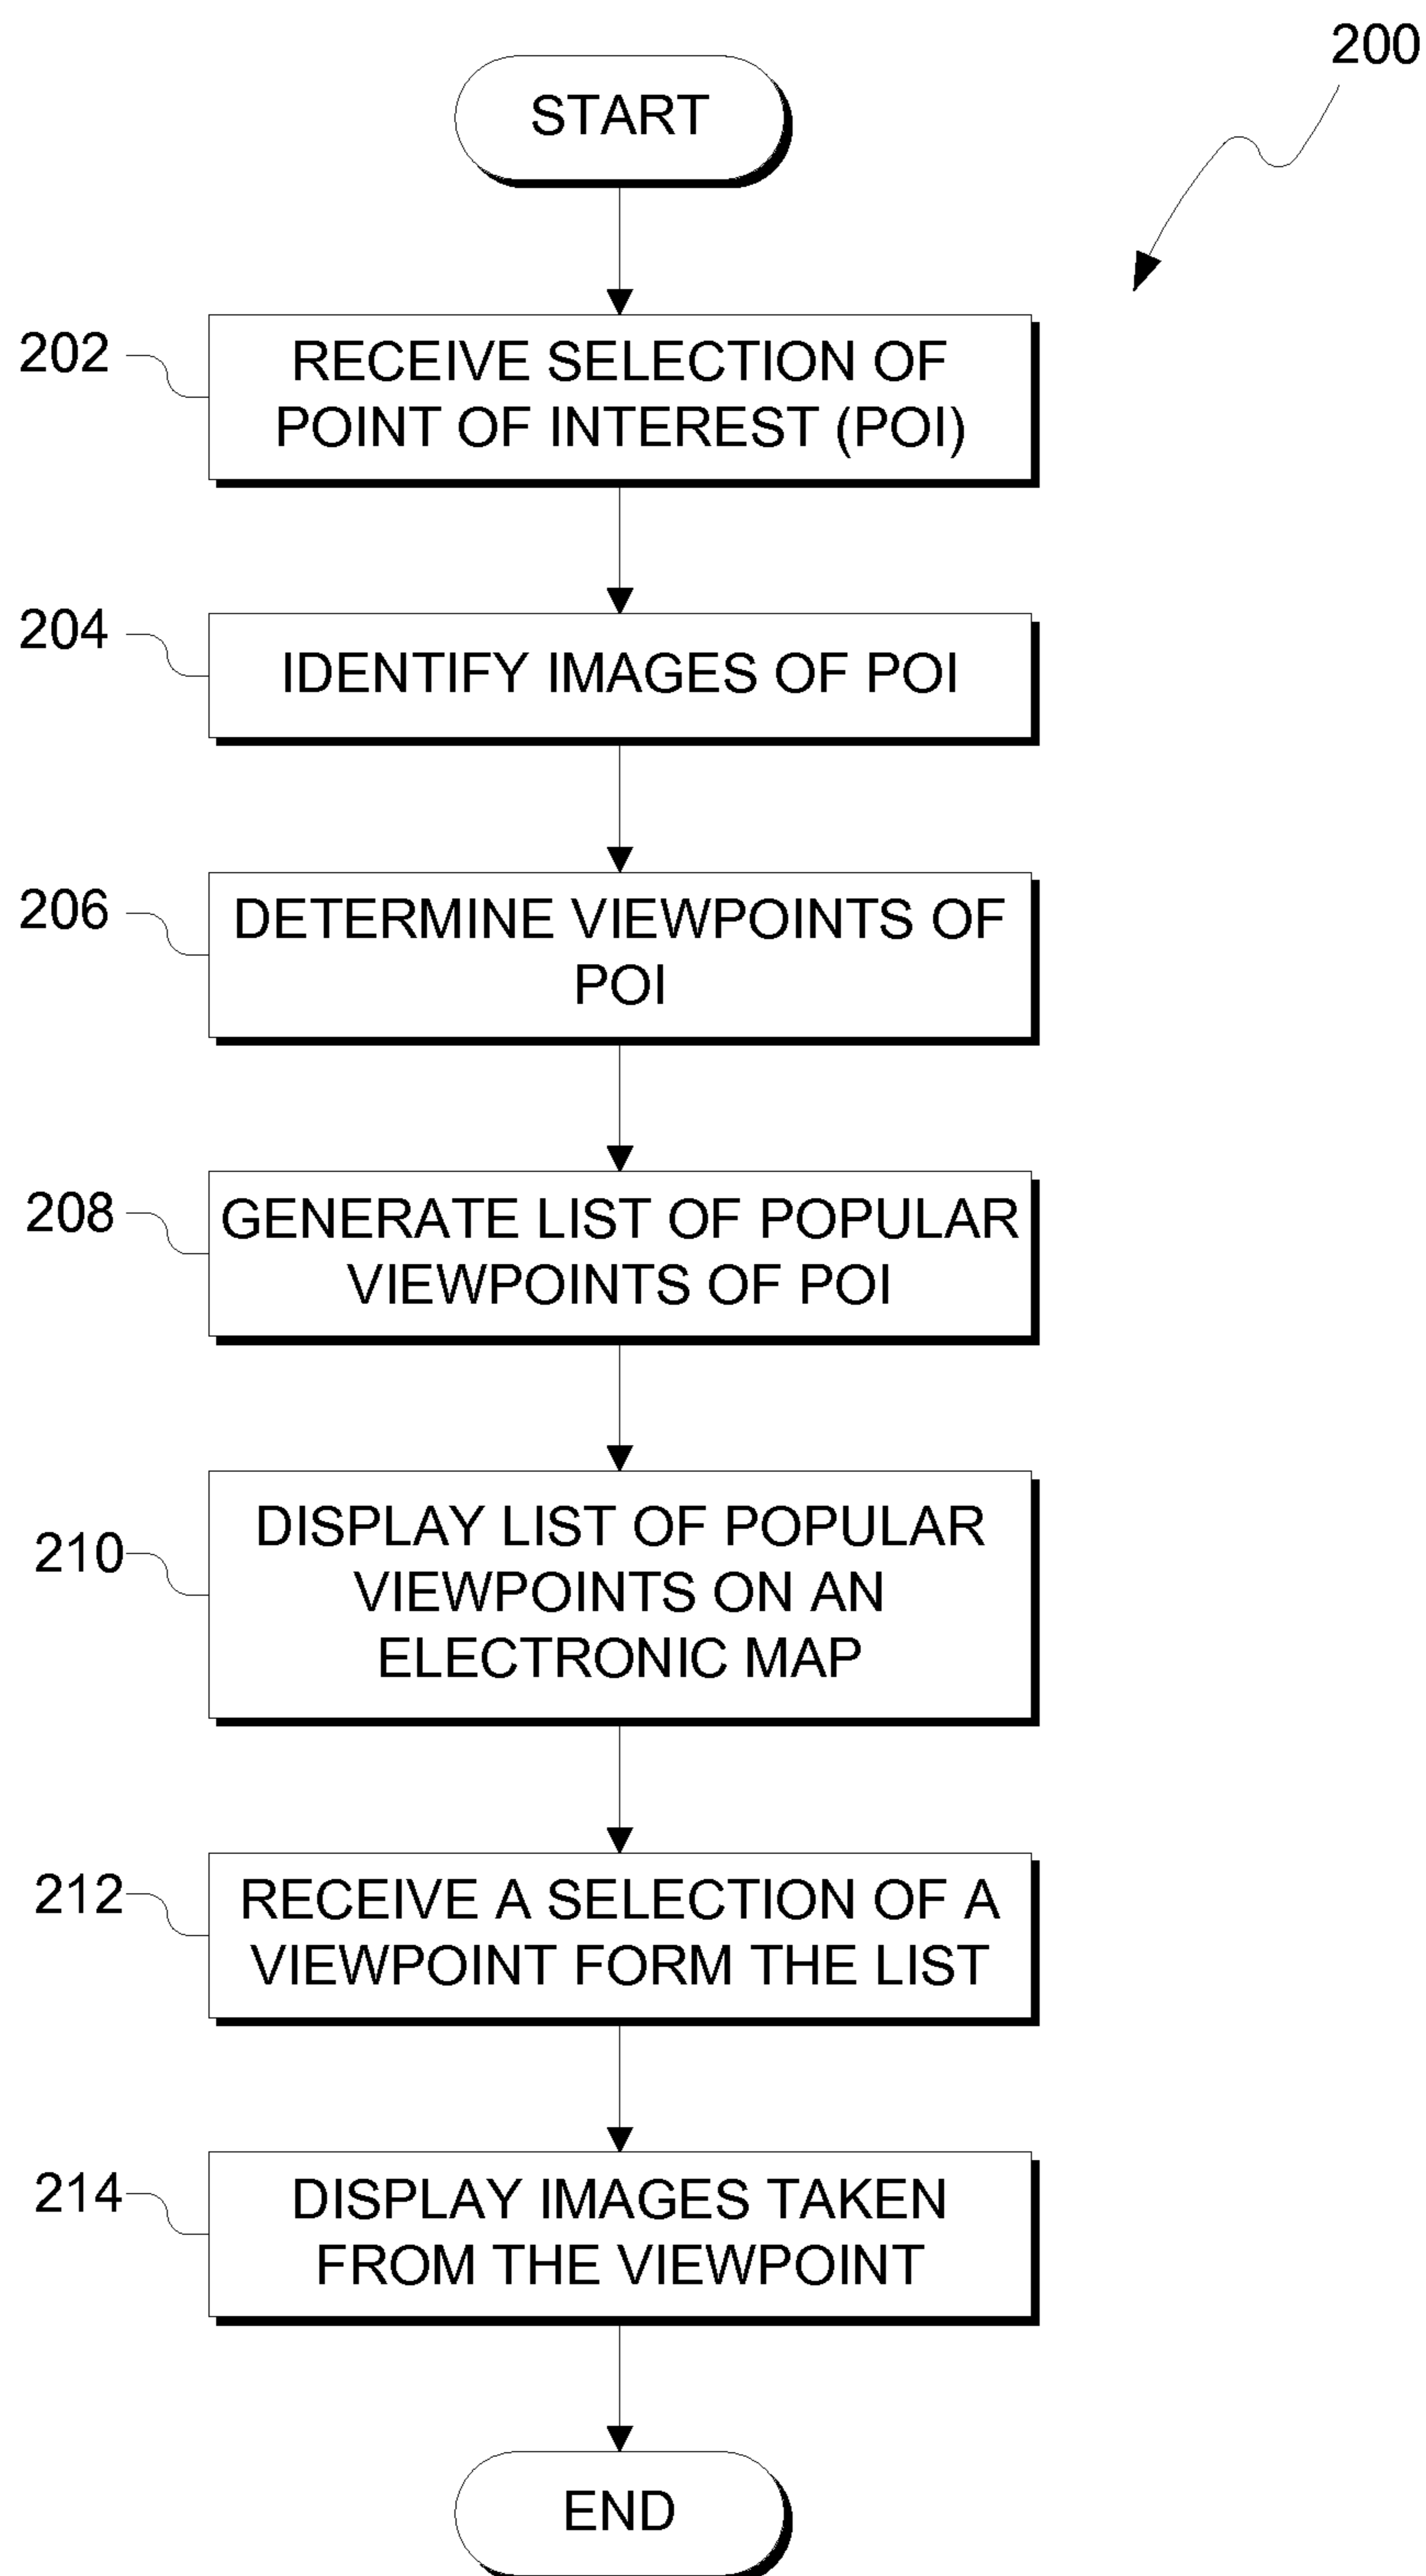 200
START
202
RECEIVE SELECTION OF
POINT OF INTEREST (POI)
204
IDENTIFY IMAGES OF POI
206
DETERMINE VIEWPOINTS OF
POI
208
GENERATE LIST OF POPULAR
VIEWPOINTS OF POI
210
DISPLAY LIST OF POPULAR
VIEWPOINTS ON AN
ELECTRONIC MAP
212
RECEIVE A SELECTION OF A
VIEWPOINT FORM THE LIST
214
DISPLAY IMAGES TAKEN
FROM THE VIEWPOINT
END